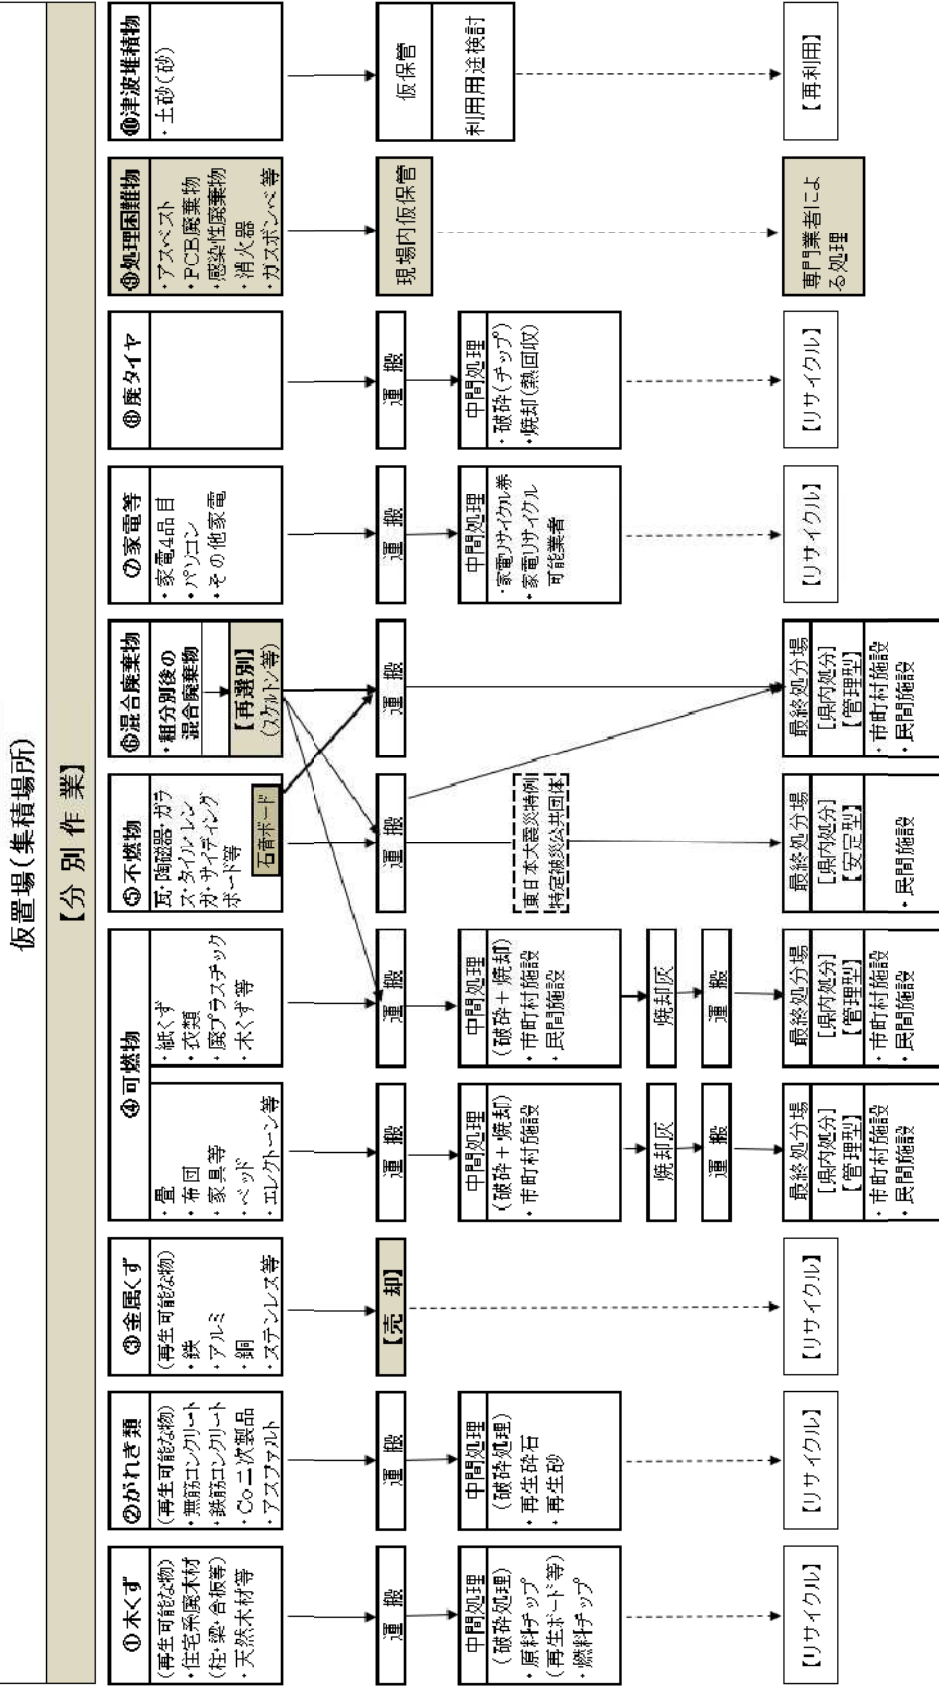 仮置場(集積場所)
【分 別 作 業】
①木くず
(再生可能な物)
・住宅系廃木材
(柱・梁・合板等)
・天然木材等
運 搬
中間処理
(破砕処理)
・原料チップ
(再生ボード等)
・燃料チップ
【リサイクル】
②がれき類
(再生可能な物)
・無筋コンクリート
・鉄筋コンクリート
・Co二次製品
・アスファルト
運 搬
中間処理
(破砕処理)
・再生砕石
・再生砂
【リサイクル】
③金属くず
(再生可能な物)
・鉄
・アルミ
・銅
・ステンレス等
【売 却】
【リサイクル】
④可燃物
・畳
・布団
・家具等
・ベッド
・エレクトーン等
運 搬
中間処理
(破砕+焼却)
・市町村施設
焼却灰
運 搬
最終処分場
[県内処分]
【管理型】
・市町村施設
・民間施設
・紙くず
・衣類
・廃プラスチック
・木くず等
運 搬
中間処理
(破砕+焼却)
・市町村施設
・民間施設
焼却灰
運 搬
最終処分場
[県内処分]
【管理型】
・市町村施設
・民間施設
⑤不燃物
瓦・陶磁器・ガラ
ス・タイル・レン
ガ・サイディング
ボード等
石膏ボード
運 搬
東日本大震災特例
特定被災公共団体
最終処分場
[県内処分]
【安定型】
・民間施設
⑥混合廃棄物
・粗分別後の
混合廃棄物
【再選別】
(スケルトン等)
運 搬
最終処分場
[県内処分]
【管理型】
・市町村施設
・民間施設
⑦家電等
・家電4品目
・パソコン
・その他家電
運 搬
中間処理
・家電リサイクル券
・家電リサイクル
可能業者
【リサイクル】
⑧廃タイヤ
運 搬
中間処理
・破砕(チップ)
・焼却(熱回収)
【リサイクル】
⑨処理困難物
・アスベスト
・PCB廃棄物
・感染性廃棄物
・消火器
・ガスボンベ等
現場内仮保管
専門業者によ
る処理
⑩津波堆積物
・土砂(砂)
仮保管
利用用途検討
【再利用】